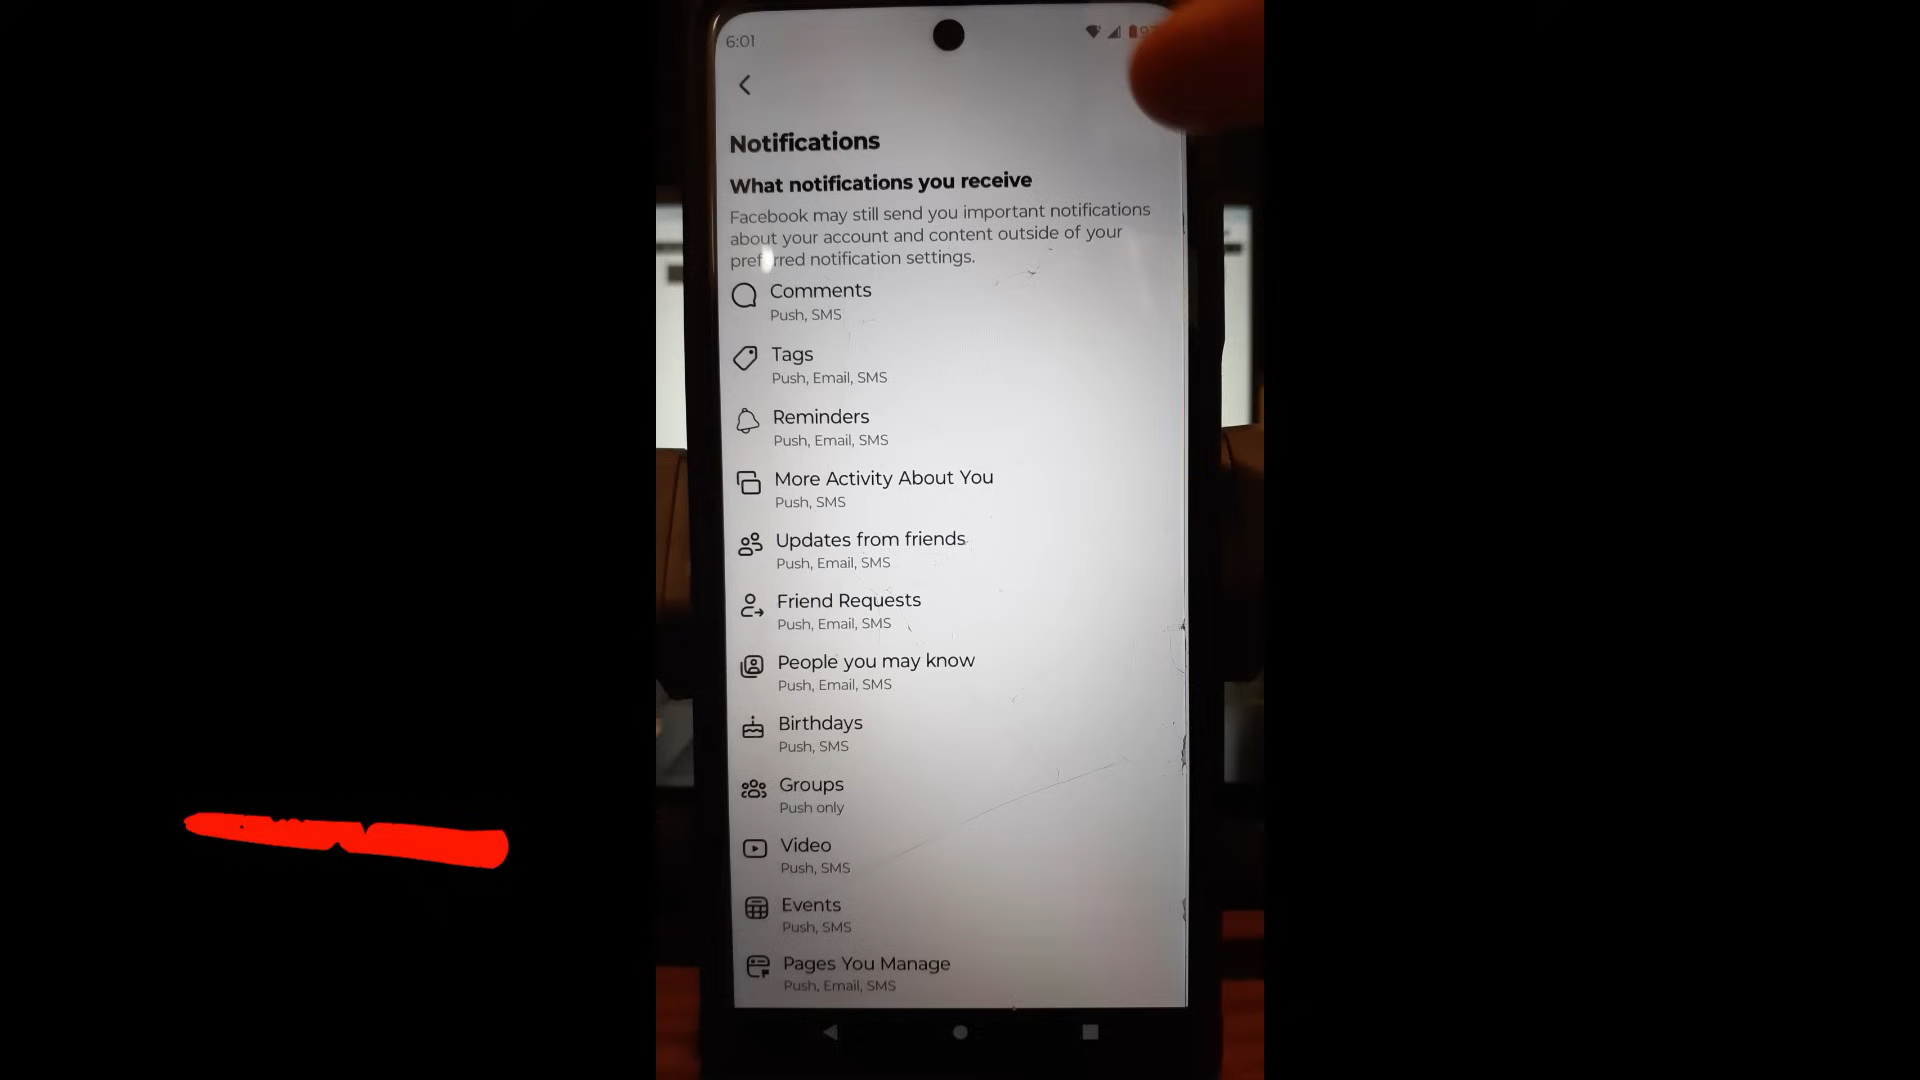 6:01
Notifications
What notifications you receive
Facebook may still send you important notifications
about your account and content outside of your
preferred notification settings.
Comments
Push, SMS
Tags
Push, Email, SMS
Reminders
Push, Email, SMS
More Activity About You
Push, SMS
Updates from friends
Push, Email, SMS
Friend Requests
Push, Email, SMS
People you may know
Push, Email, SMS
Birthdays
Push, SMS
Groups
Push only
Video
Push, SMS
Events
Push, SMS
Pages You Manage
Push, Email, SMS